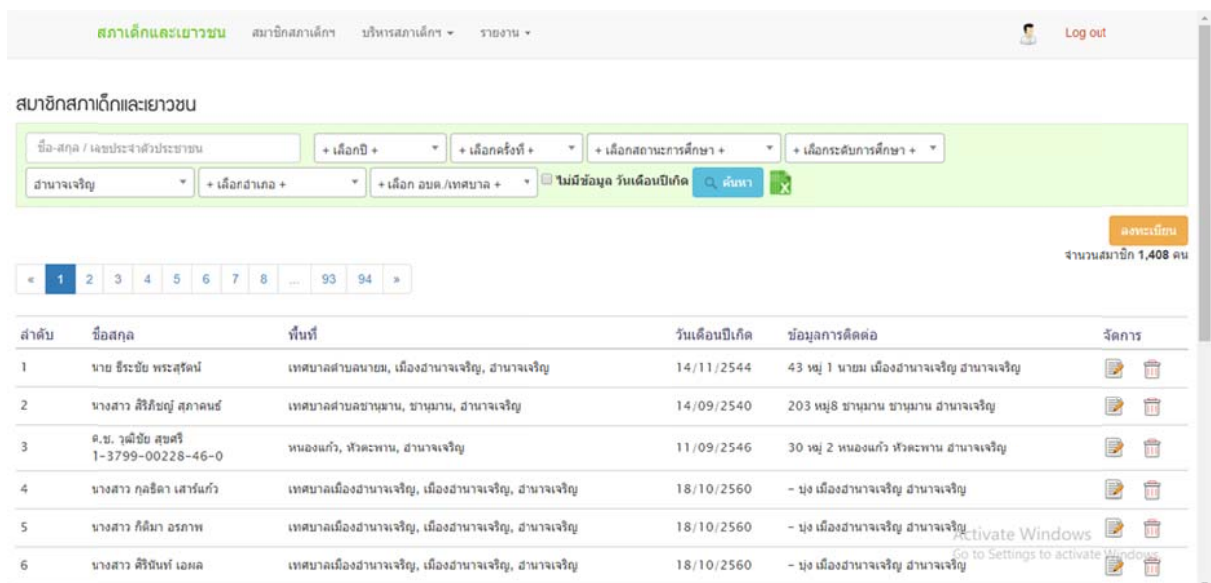 สภาเด็กและเยาวชน สมาชิกสภาเด็กฯ บริหารสภาเด็กฯ รายงาน Log out
สมาชิกสภาเด็กและเยาวชน
ชื่อ-สกุล / เลขประจำตัวประชาชน + เลือกปี + + เลือกครั้งที่ + + เลือกสถานะการศึกษา + + เลือกระดับการศึกษา +
อำนาจเจริญ + เลือกอำเภอ + + เลือก อบต./เทศบาล + ไม่มีข้อมูล วันเดือนปีเกิด ค้นหา
ลงทะเบียน
จำนวนสมาชิก 1,408 คน
« 1 2 3 4 5 6 7 8 ... 93 94 »
ลำดับ ชื่อสกุล พื้นที่ วันเดือนปีเกิด ข้อมูลการติดต่อ จัดการ
1 นาย ธีระชัย พระสุรัตน์ เทศบาลตำบลนายม, เมืองอำนาจเจริญ, อำนาจเจริญ 14/11/2544 43 หมู่ 1 นายม เมืองอำนาจเจริญ อำนาจเจริญ
2 นางสาว สิริภิชญ์ สุภาคนธ์ เทศบาลตำบลชานุมาน, ชานุมาน, อำนาจเจริญ 14/09/2540 203 หมู่8 ชานุมาน ชานุมาน อำนาจเจริญ
3 ด.ช. วุฒิชัย สุขศรี หนองแก้ว, หัวตะพาน, อำนาจเจริญ 11/09/2546 30 หมู่ 2 หนองแก้ว หัวตะพาน อำนาจเจริญ
1-3799-00228-46-0
4 นางสาว กุลธิดา เสาร์แก้ว เทศบาลเมืองอำนาจเจริญ, เมืองอำนาจเจริญ, อำนาจเจริญ 18/10/2560 - บุ่ง เมืองอำนาจเจริญ อำนาจเจริญ
5 นางสาว กิติมา อรภาพ เทศบาลเมืองอำนาจเจริญ, เมืองอำนาจเจริญ, อำนาจเจริญ 18/10/2560 - บุ่ง เมืองอำนาจเจริญ อำนาจเจริญ
Activate Windows
Go to Settings to activate Windows.
6 นางสาว ศิรินันท์ เอผล เทศบาลเมืองอำนาจเจริญ, เมืองอำนาจเจริญ, อำนาจเจริญ 18/10/2560 - บุ่ง เมืองอำนาจเจริญ อำนาจเจริญ